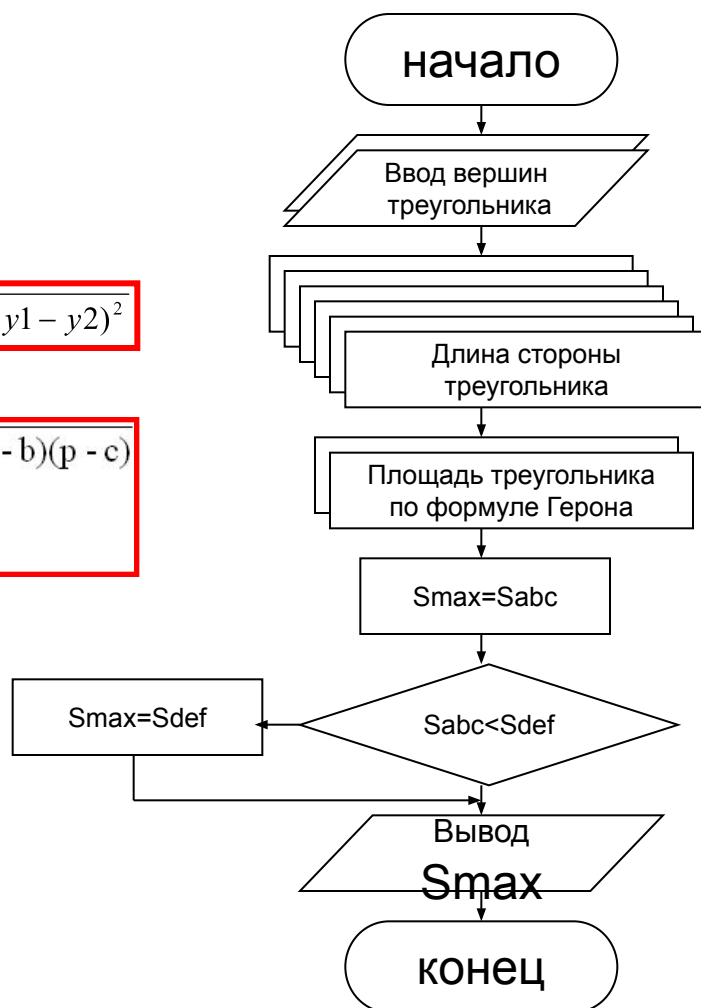 начало
Ввод вершин
треугольника
y1 – y2)²
Длина стороны
треугольника
- b)(p - c)
Площадь треугольника
по формуле Герона
Smax=Sabc
Smax=Sdef
Sabc<Sdef
Вывод
Smax
конец